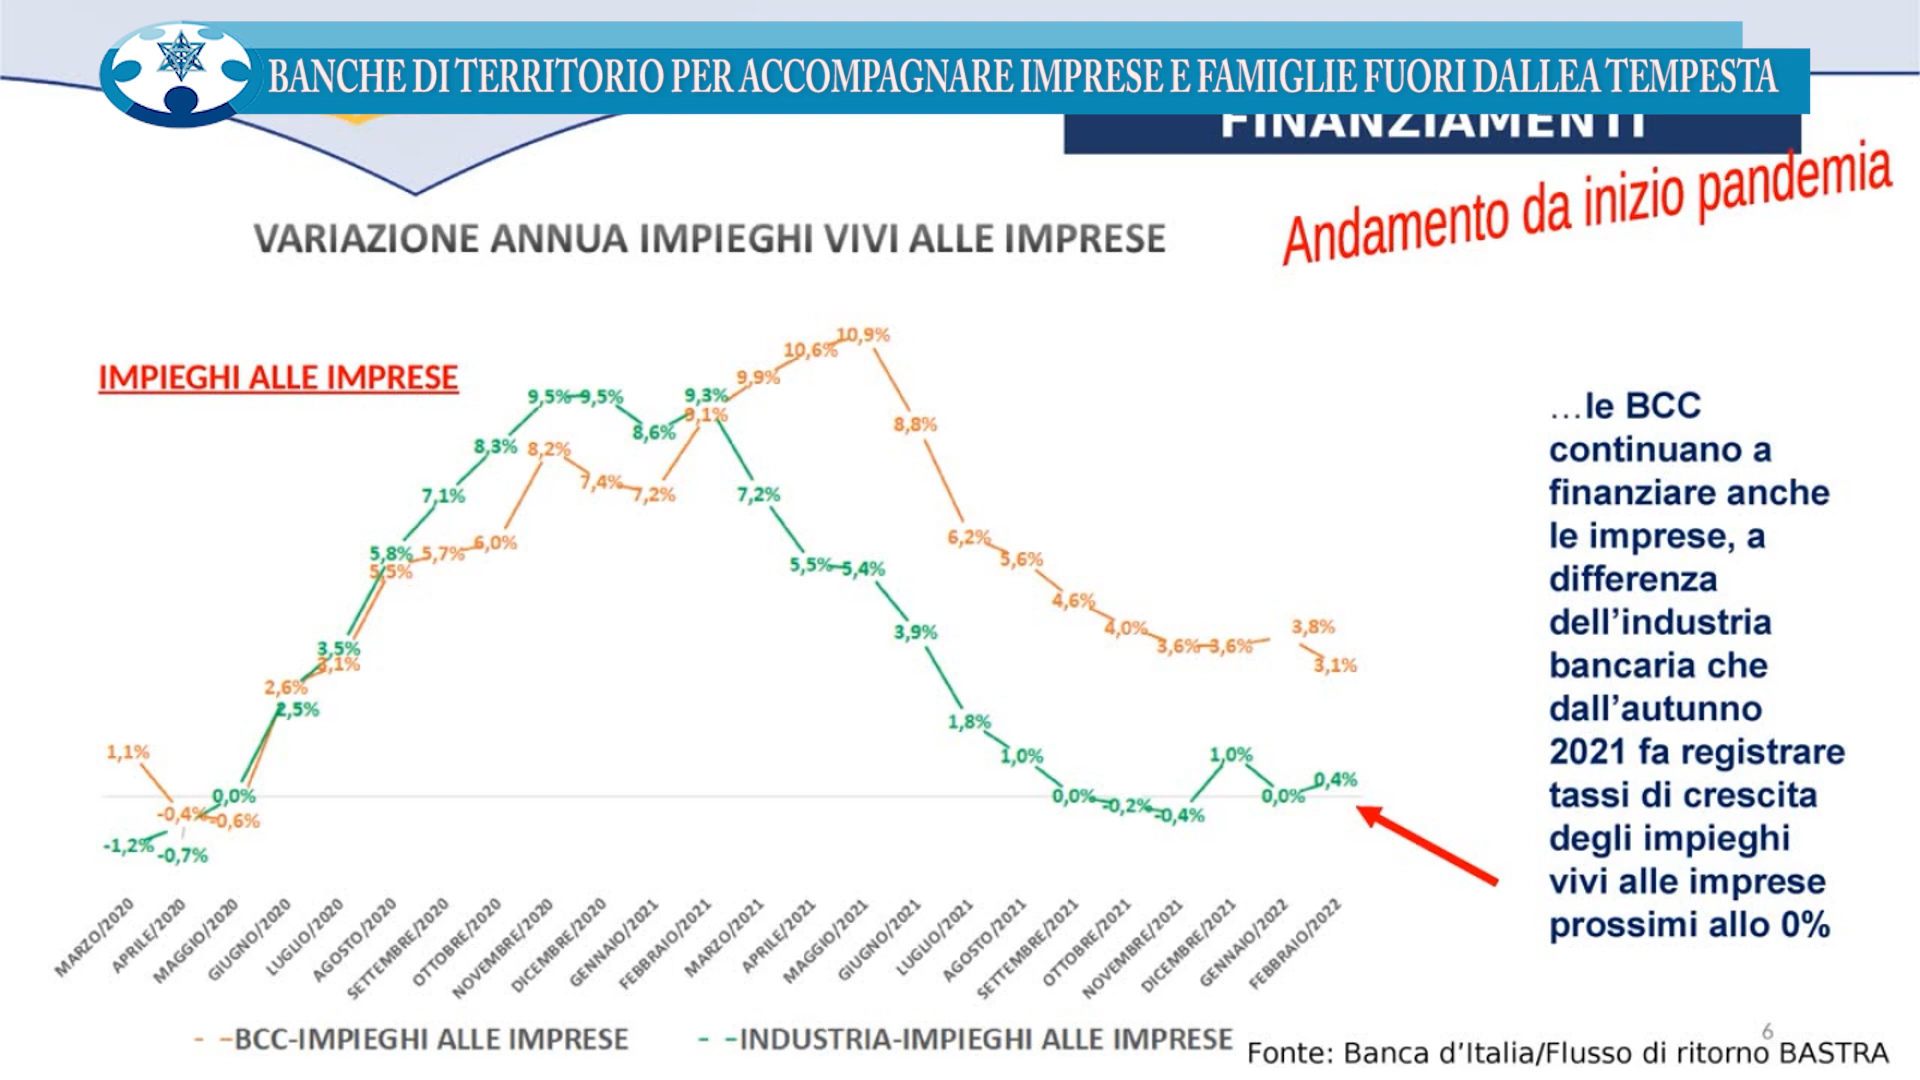 BANCHE DI TERRITORIO PER ACCOMPAGNARE IMPRESE E FAMIGLIE FUORI DALLEA TEMPESTA
FINANZIAMENTI
Andamento da inizio pandemia
VARIAZIONE ANNUA IMPIEGHI VIVI ALLE IMPRESE
IMPIEGHI ALLE IMPRESE
10,9%
10,6%
9,9%
9,5%
9,5%
9,3%
9,1%
8,6%
8,8%
8,3%
8,2%
7,4%
7,2%
7,1%
7,2%
6,0%
6,2%
5,8%
5,7%
5,5%
5,5%
5,4%
5,6%
4,6%
4,0%
3,9%
3,6%
3,6%
3,8%
3,1%
3,5%
3,1%
2,6%
2,5%
1,8%
1,1%
1,0%
1,0%
0,4%
0,0%
0,0%
0,0%
-0,2%
-0,4%
-0,4%
-0,6%
-1,2%
-0,7%
MARZO/2020
APRILE/2020
MAGGIO/2020
GIUGNO/2020
LUGLIO/2020
AGOSTO/2020
SETTEMBRE/2020
OTTOBRE/2020
NOVEMBRE/2020
DICEMBRE/2020
GENNAIO/2021
FEBBRAIO/2021
MARZO/2021
APRILE/2021
MAGGIO/2021
GIUGNO/2021
LUGLIO/2021
AGOSTO/2021
SETTEMBRE/2021
OTTOBRE/2021
NOVEMBRE/2021
DICEMBRE/2021
GENNAIO/2022
FEBBRAIO/2022
BCC-IMPIEGHI ALLE IMPRESE
INDUSTRIA-IMPIEGHI ALLE IMPRESE
…le BCC
continuano a
finanziare anche
le imprese, a
differenza
dell’industria
bancaria che
dall’autunno
2021 fa registrare
tassi di crescita
degli impieghi
vivi alle imprese
prossimi allo 0%
6
Fonte: Banca d’Italia/Flusso di ritorno BASTRA